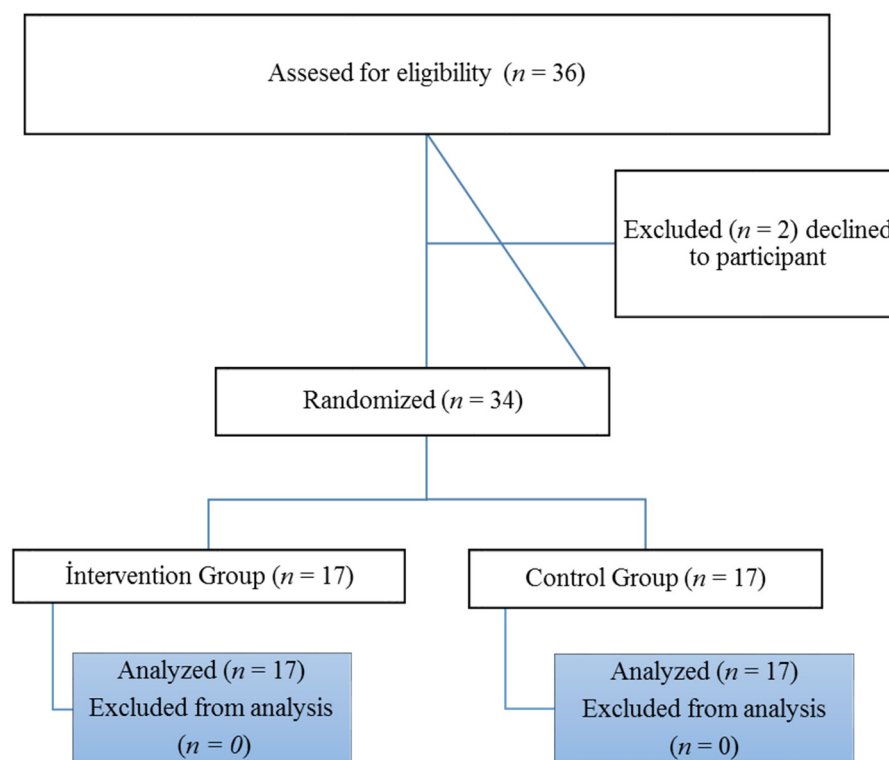 Assesed for eligibility (n = 36)
Excluded (n = 2) declined
to participant
Randomized (n = 34)
İntervention Group (n = 17)
Control Group (n = 17)
Analyzed (n = 17)
Excluded from analysis
(n = 0)
Analyzed (n = 17)
Excluded from analysis
(n = 0)